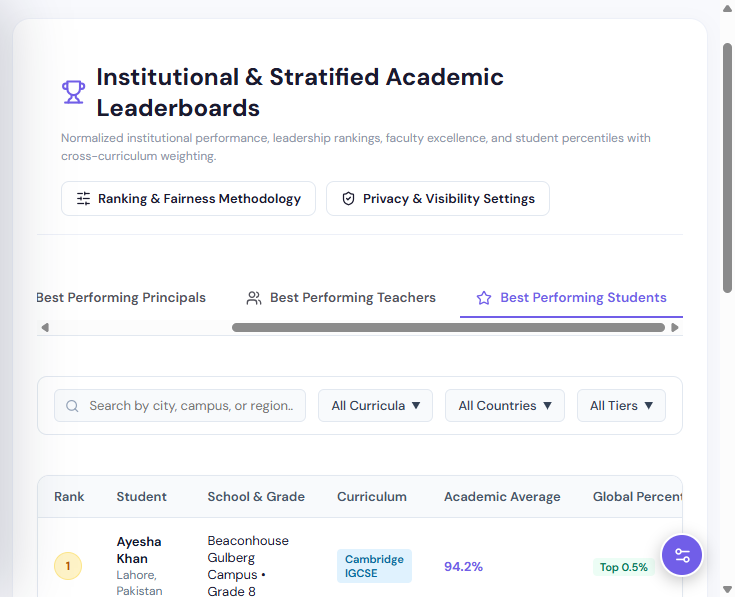 Institutional & Stratified Academic
Leaderboards
Normalized institutional performance, leadership rankings, faculty excellence, and student percentiles with
cross-curriculum weighting.
Ranking & Fairness Methodology
Privacy & Visibility Settings
Best Performing Principals
Best Performing Teachers
Best Performing Students
Search by city, campus, or region..
All Curricula ▼
All Countries ▼
All Tiers ▼
Rank
Student
School & Grade
Curriculum
Academic Average
Global Percent
1
Ayesha
Khan
Lahore,
Pakistan
Beaconhouse
Gulberg
Campus •
Grade 8
Cambridge
IGCSE
94.2%
Top 0.5%